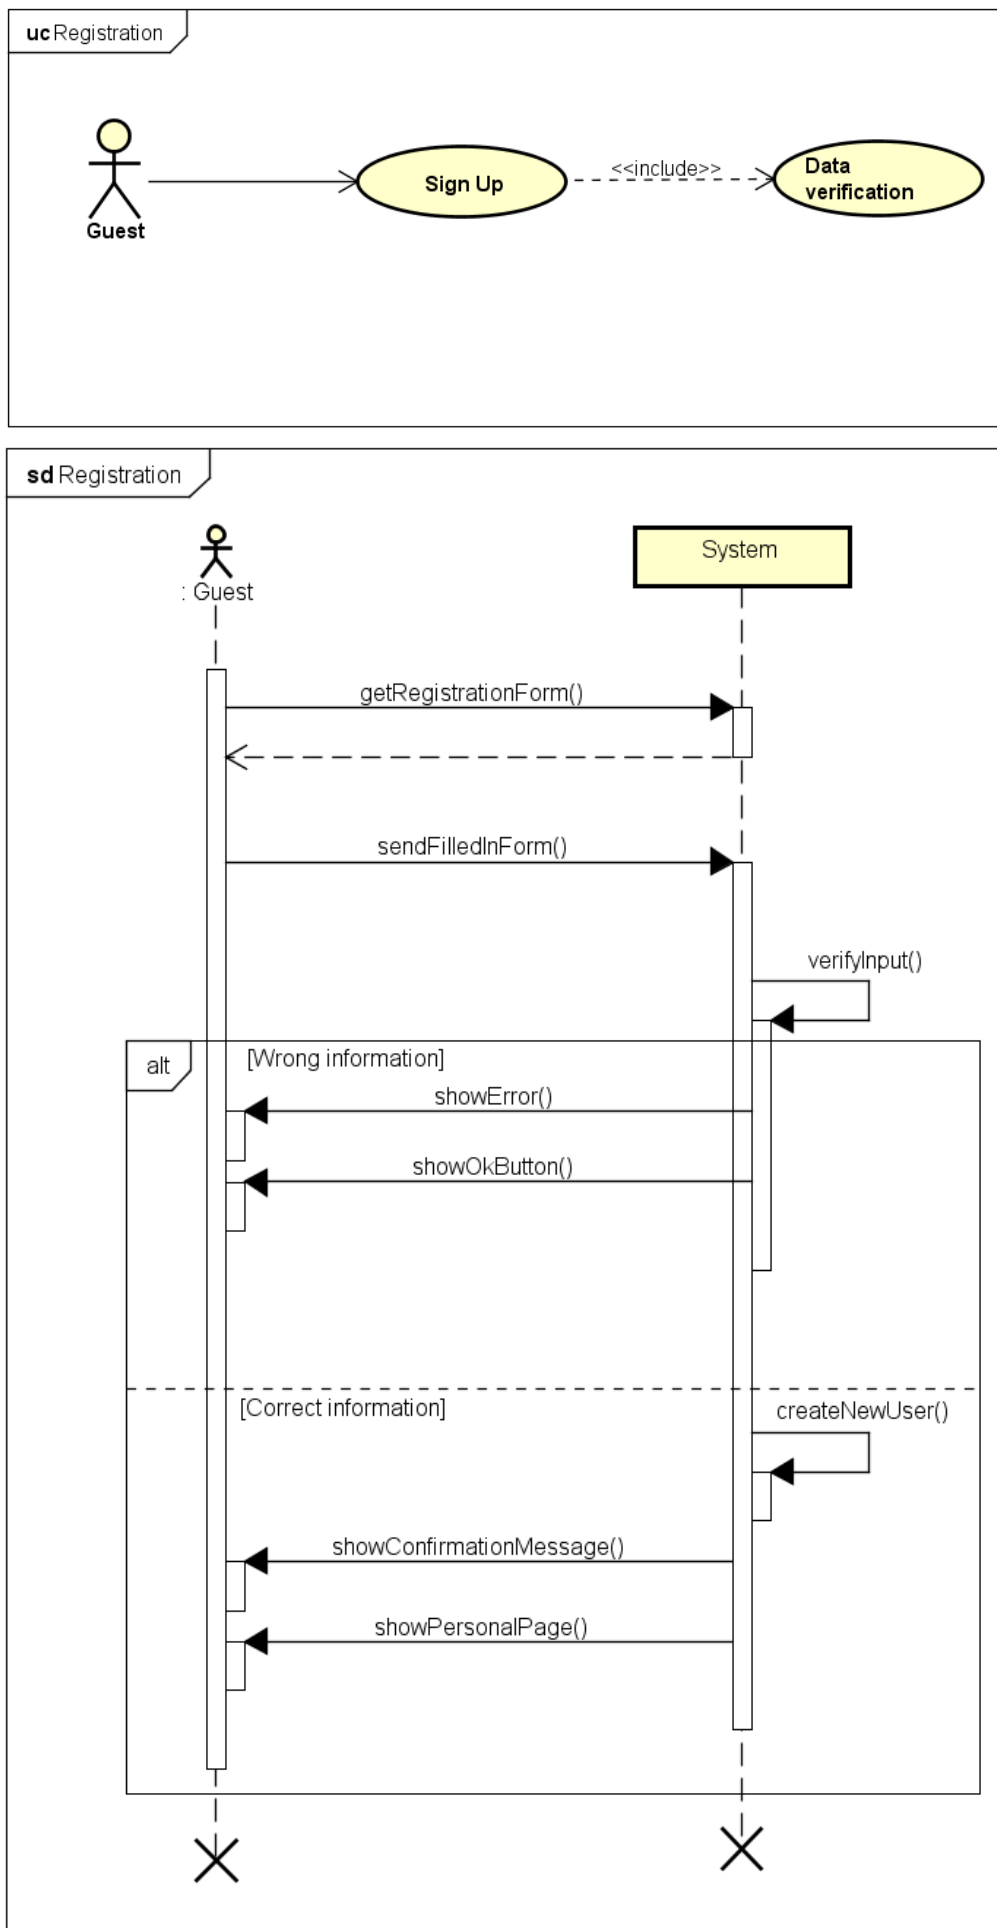 uc Registration
Guest
Sign Up
<<include>>
Data
verification
sd Registration
: Guest
System
getRegistrationForm()
sendFilledInForm()
verifyInput()
alt
[Wrong information]
showError()
showOkButton()
[Correct information]
createNewUser()
showConfirmationMessage()
showPersonalPage()